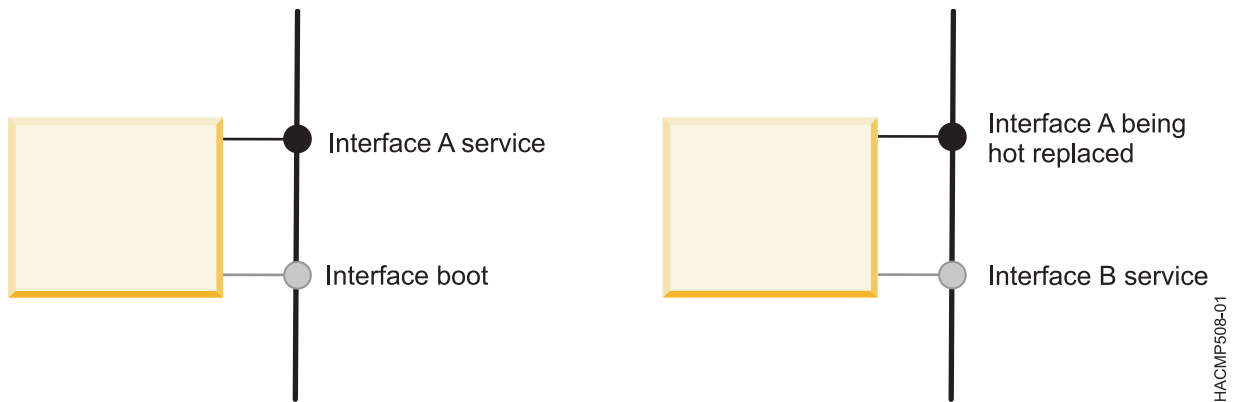 Interface A service
Interface boot
Interface A being
hot replaced
Interface B service
HACMP508-01